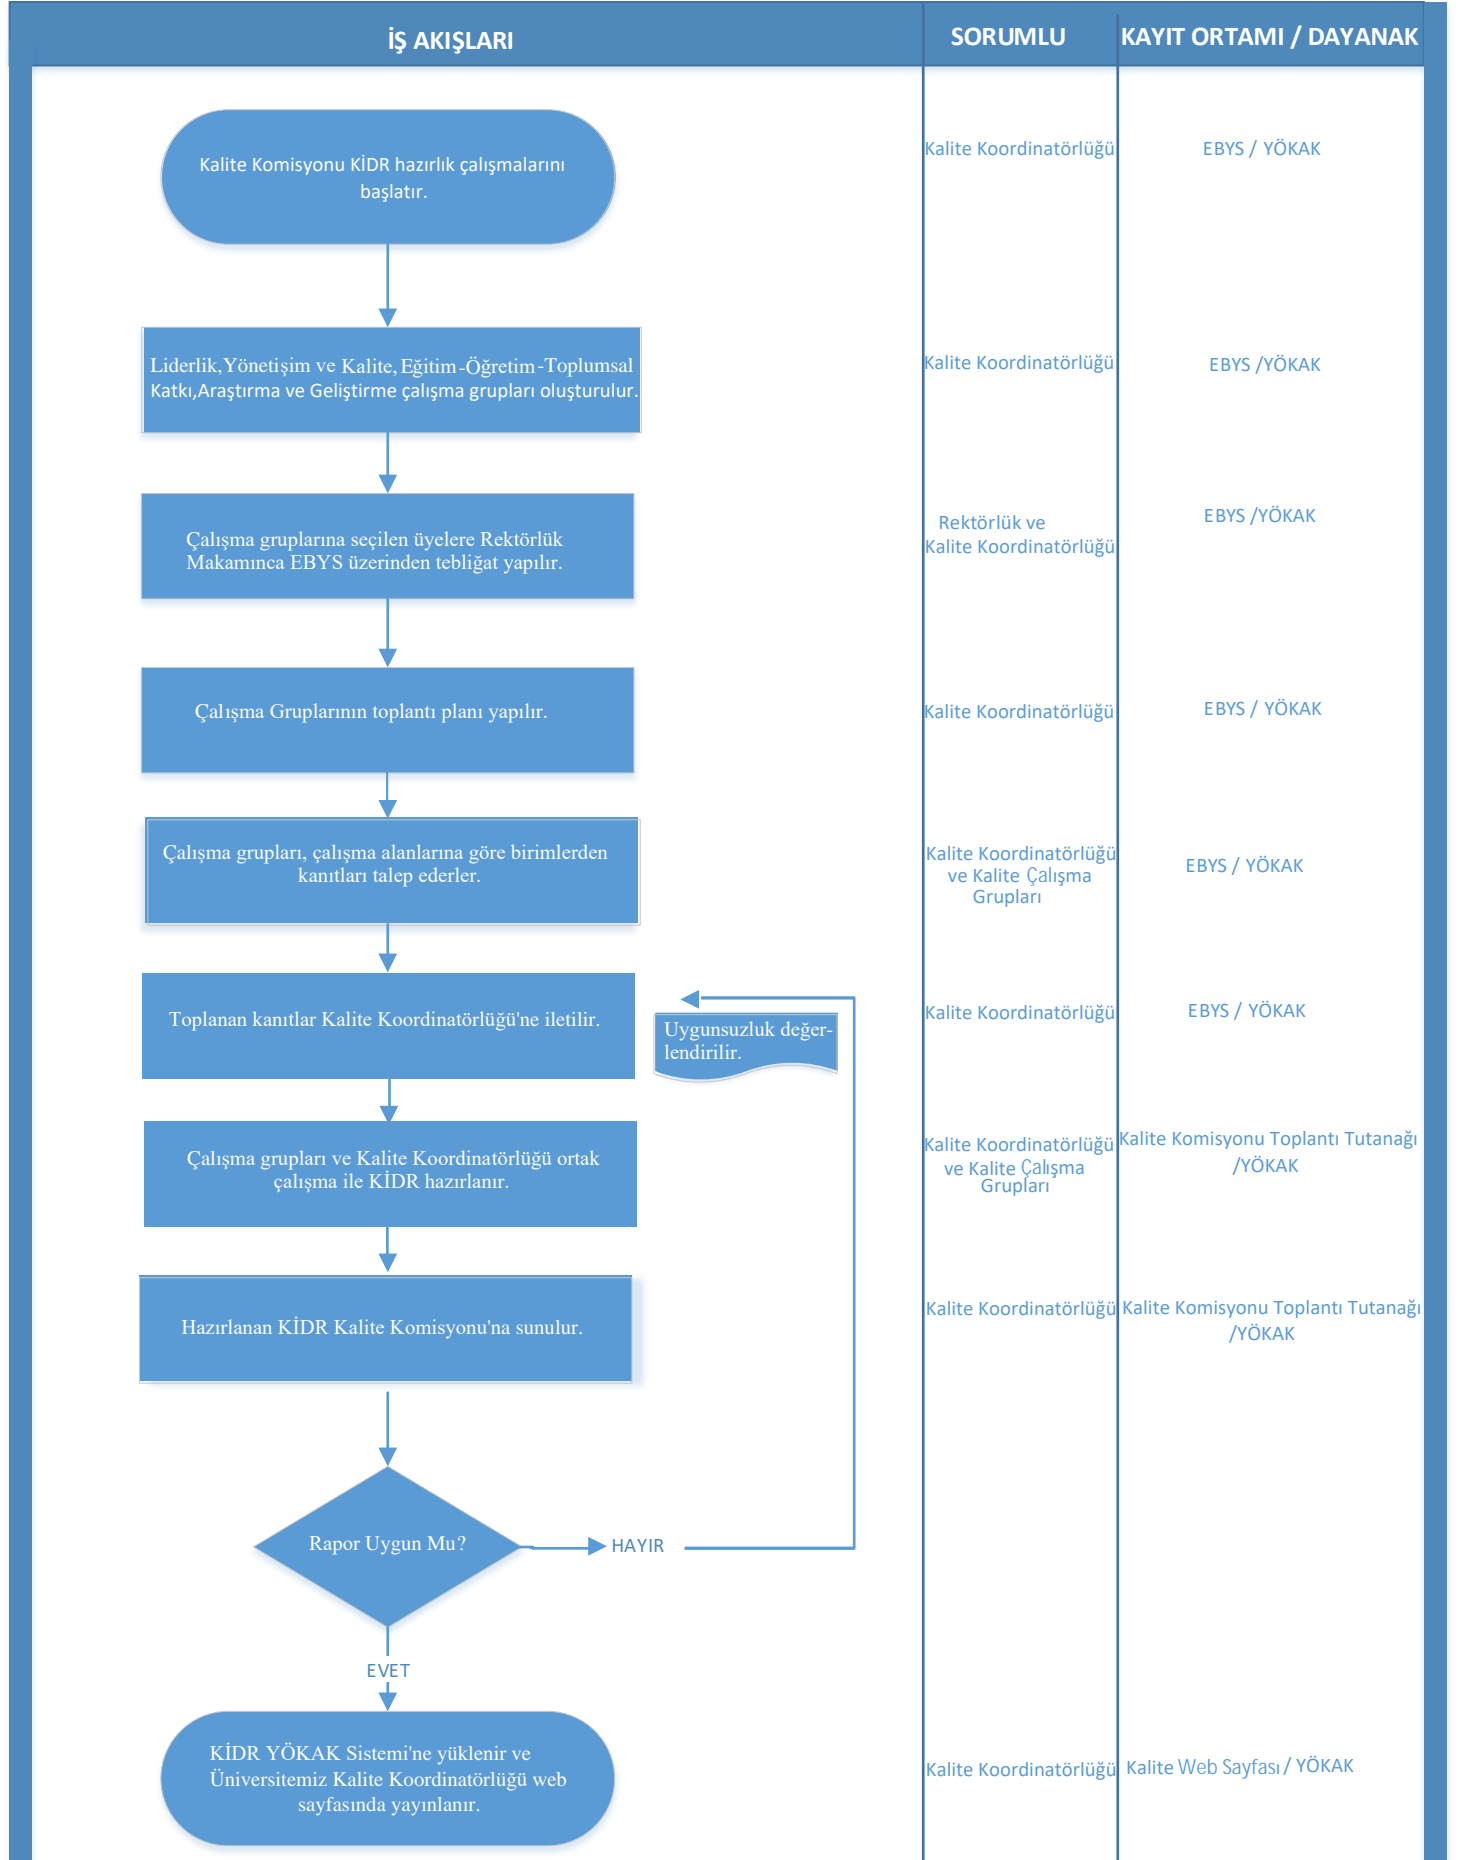 İŞ AKIŞLARI
SORUMLU
KAYIT ORTAMI / DAYANAK
Kalite Komisyonu KİDR hazırlık çalışmalarını
başlatır.
Kalite Koordinatörlüğü
EBYS / YÖKAK
Liderlik,Yönetişim ve Kalite, Eğitim-Öğretim-Toplumsal
Katkı,Araştırma ve Geliştirme çalışma grupları oluşturulur.
Kalite Koordinatörlüğü
EBYS /YÖKAK
Çalışma gruplarına seçilen üyelere Rektörlük
Makamınca EBYS üzerinden tebliğat yapılır.
Rektörlük ve
Kalite Koordinatörlüğü
EBYS /YÖKAK
Çalışma Gruplarının toplantı planı yapılır.
Kalite Koordinatörlüğü
EBYS / YÖKAK
Çalışma grupları, çalışma alanlarına göre birimlerden
kanıtları talep ederler.
Kalite Koordinatörlüğü
ve Kalite Çalışma
Grupları
EBYS / YÖKAK
Toplanan kanıtlar Kalite Koordinatörlüğü'ne iletilir.
Uygunsuzluk değer-
lendirilir.
Kalite Koordinatörlüğü
EBYS / YÖKAK
Çalışma grupları ve Kalite Koordinatörlüğü ortak
çalışma ile KİDR hazırlanır.
Kalite Koordinatörlüğü
ve Kalite Çalışma
Grupları
Kalite Komisyonu Toplantı Tutanağı
/YÖKAK
Hazırlanan KİDR Kalite Komisyonu'na sunulur.
Kalite Koordinatörlüğü
Kalite Komisyonu Toplantı Tutanağı
/YÖKAK
Rapor Uygun Mu?
HAYIR
EVET
KİDR YÖKAK Sistemi'ne yüklenir ve
Üniversitemiz Kalite Koordinatörlüğü web
sayfasında yayınlanır.
Kalite Koordinatörlüğü
Kalite Web Sayfası / YÖKAK